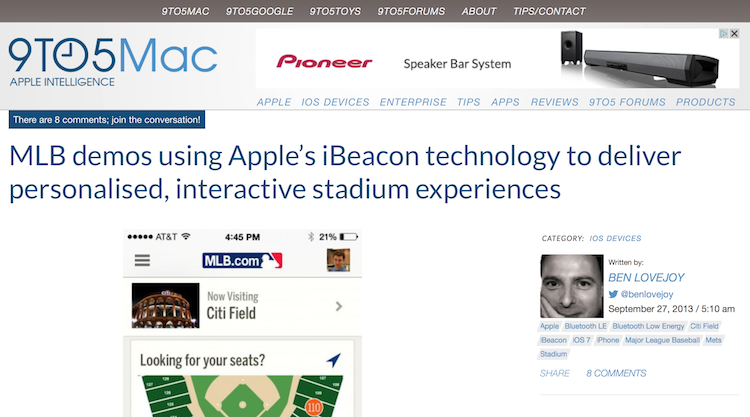 9TO5MAC 9TO5GOOGLE 9TO5TOYS 9TO5FORUMS ABOUT TIPS/CONTACT
9TO5Mac
APPLE INTELLIGENCE
Pioneer Speaker Bar System
APPLE IOS DEVICES ENTERPRISE TIPS APPS REVIEWS 9TO5 FORUMS PRODUCTS
There are 8 comments; join the conversation!
MLB demos using Apple’s iBeacon technology to deliver
personalised, interactive stadium experiences
AT&T 4:45 PM 21%
MLB.com
Now Visiting
Citi Field
Looking for your seats?
110
CATEGORY: IOS DEVICES
Written by:
BEN LOVEJOY
@benlovejoy
September 27, 2013 / 5:10 am
Apple Bluetooth LE Bluetooth Low Energy Citi Field
iBeacon iOS 7 iPhone Major League Baseball Mets
Stadium
SHARE 8 COMMENTS